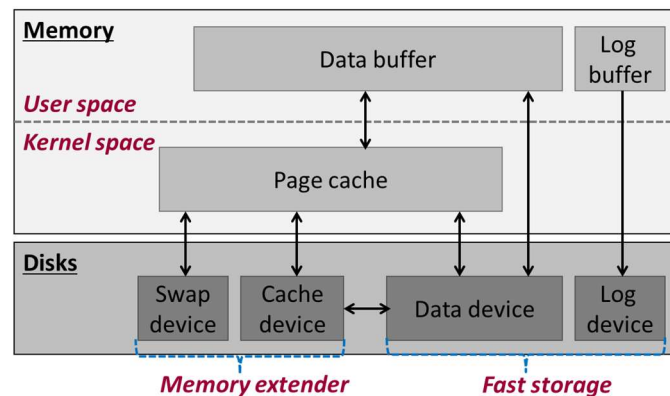 Memory
Data buffer
Log
buffer
User space
Kernel space
Page cache
Disks
Swap
device
Cache
device
Data device
Log
device
Memory extender
Fast storage